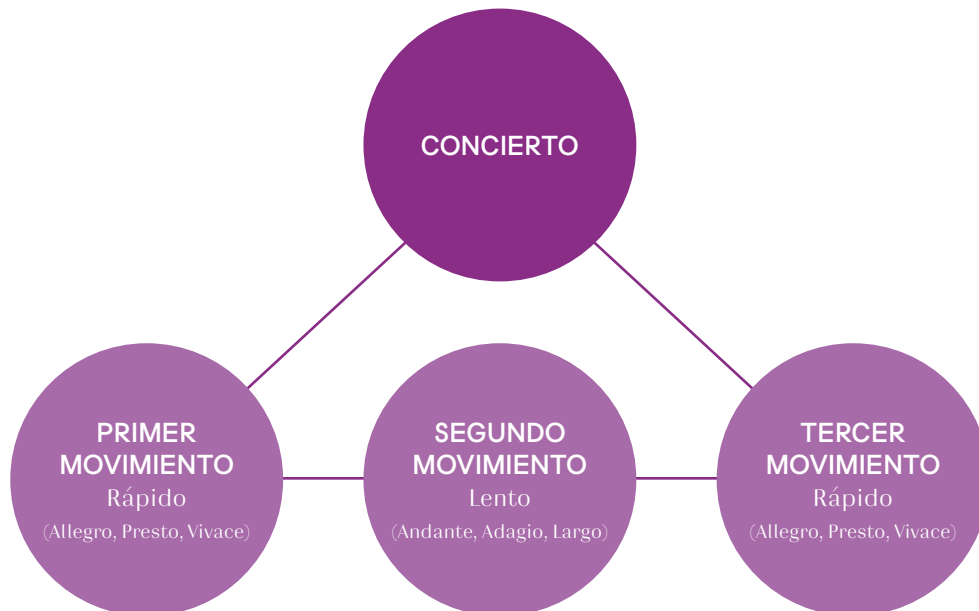 CONCIERTO
PRIMER
MOVIMIENTO
Rápido
(Allegro, Presto, Vivace)
SEGUNDO
MOVIMIENTO
Lento
(Andante, Adagio, Largo)
TERCER
MOVIMIENTO
Rápido
(Allegro, Presto, Vivace)